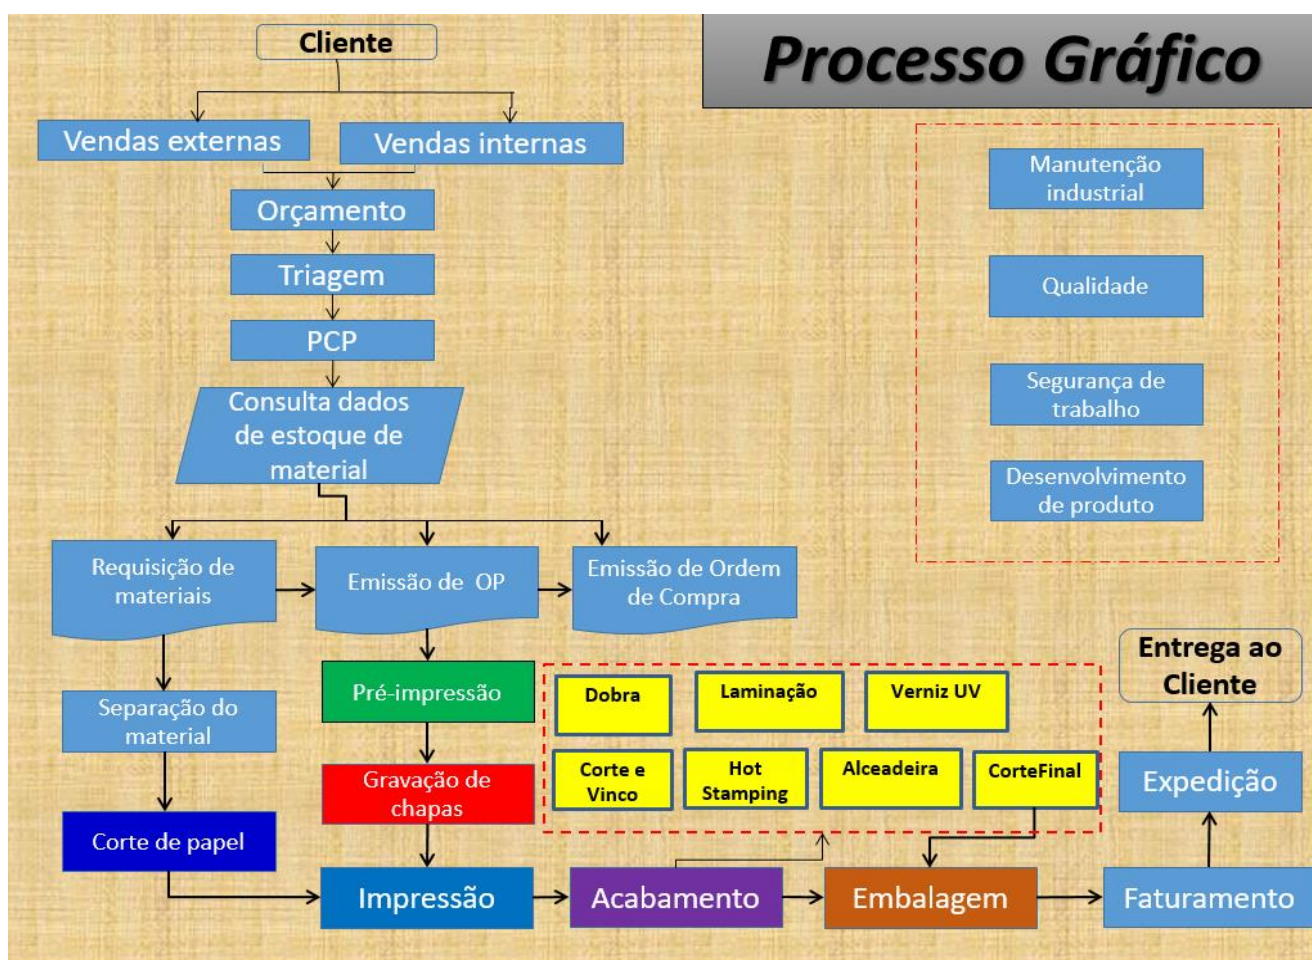 Cliente
Processo Gráfico
Vendas externas
Vendas internas
Orçamento
Triagem
PCP
Consulta dados
de estoque de
material
Manutenção
industrial
Qualidade
Segurança de
trabalho
Desenvolvimento
de produto
Requisição de
materiais
Emissão de OP
Emissão de Ordem
de Compra
Separação do
material
Corte de papel
Pré-impressão
Gravação de
chapas
Dobra
Laminação
Verniz UV
Corte e
Vinco
Hot
Stamping
Alceadeira
CorteFinal
Impressão
Acabamento
Embalagem
Faturamento
Expedição
Entrega ao
Cliente